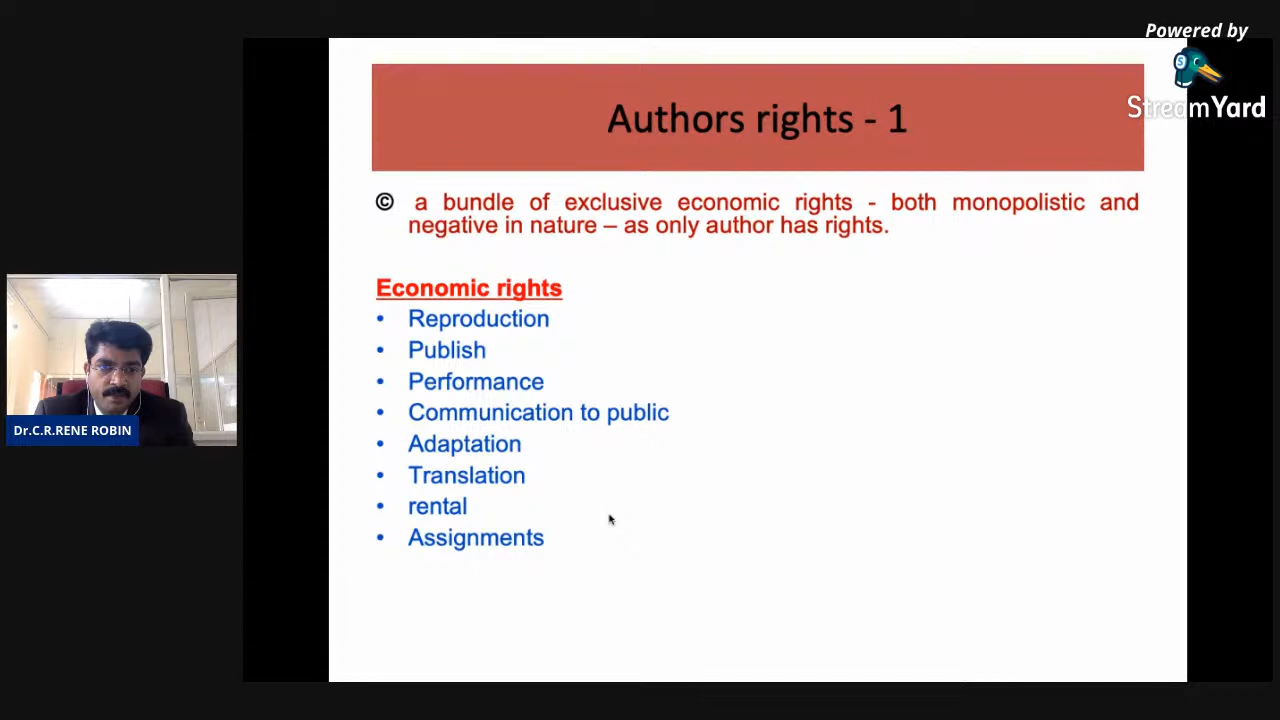 Powered by
StreamYard
Authors rights - 1
© a bundle of exclusive economic rights - both monopolistic and
negative in nature – as only author has rights.
Economic rights
• Reproduction
• Publish
• Performance
• Communication to public
• Adaptation
• Translation
• rental
• Assignments
Dr.C.R.RENE ROBIN